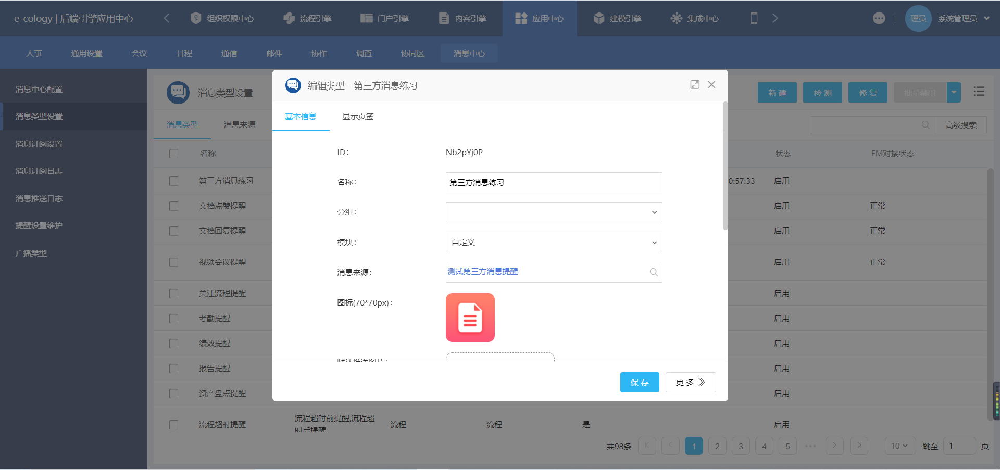 e-cology | 后端引擎应用中心
组织权限中心
流程引擎
门户引擎
内容引擎
应用中心
建模引擎
集成中心
理员
系统管理员
人事
通用设置
会议
日程
通信
邮件
协作
调查
协同区
消息中心
消息中心配置
消息类型设置
消息订阅设置
消息订阅日志
消息推送日志
提醒设置维护
广播类型
消息类型设置
新 建
检 测
修 复
批量禁用
消息类型
消息来源
高级搜索
名称
状态
EM对接状态
第三方消息练习
0:57:33
启用
文档点赞提醒
启用
正常
文档回复提醒
启用
正常
视频会议提醒
启用
正常
关注流程提醒
启用
考勤提醒
启用
绩效提醒
启用
报告提醒
启用
资产盘点提醒
启用
流程超时提醒
流程超时前提醒,流程超
时后提醒
流程
流程
是
启用
共98条
1
2
3
4
5
•••
10
跳至
1
页
编辑类型 - 第三方消息练习
基本信息
显示页签
ID：
Nb2pYj0P
名称：
第三方消息练习
分组：
模块：
自定义
消息来源：
测试第三方消息提醒
图标(70*70px)：
默认推送图片：
保 存
更 多